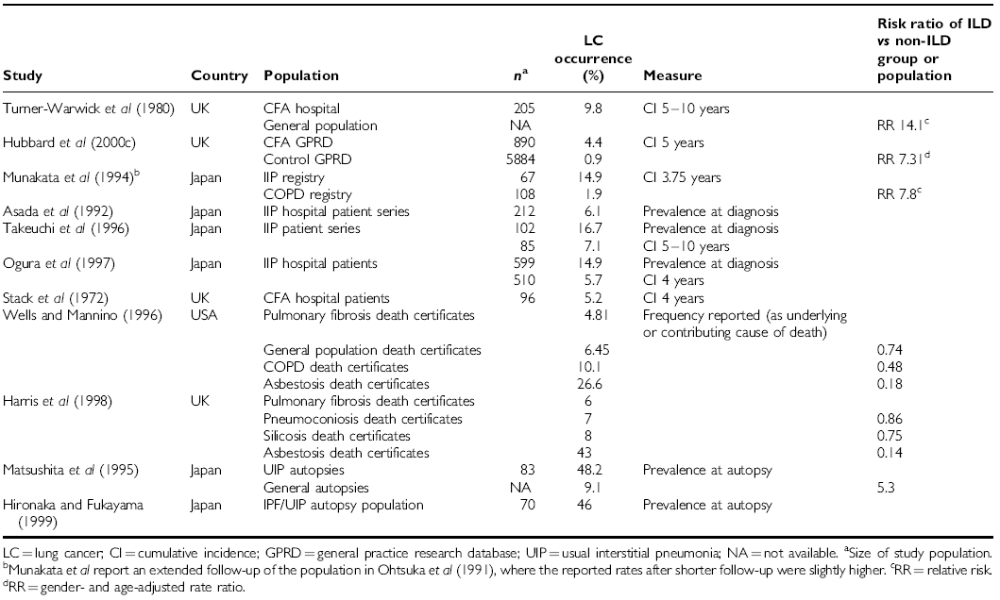 Risk ratio of ILD
vs non-ILD
group or
population
LC
occurrence
(%)
Study Country Population nᵃ Measure
Turner-Warwick et al (1980) UK CFA hospital 205 9.8 CI 5–10 years
General population NA RR 14.1ᶜ
Hubbard et al (2000c) UK CFA GPRD 890 4.4 CI 5 years
Control GPRD 5884 0.9 RR 7.31ᵈ
Munakata et al (1994)ᵇ Japan IIP registry 67 14.9 CI 3.75 years
COPD registry 108 1.9 RR 7.8ᶜ
Asada et al (1992) Japan IIP hospital patient series 212 6.1 Prevalence at diagnosis
Takeuchi et al (1996) Japan IIP patient series 102 16.7 Prevalence at diagnosis
85 7.1 CI 5–10 years
Ogura et al (1997) Japan IIP hospital patients 599 14.9 Prevalence at diagnosis
510 5.7 CI 4 years
Stack et al (1972) UK CFA hospital patients 96 5.2 CI 4 years
Wells and Mannino (1996) USA Pulmonary fibrosis death certificates 4.81 Frequency reported (as underlying
or contributing cause of death)
General population death certificates 6.45 0.74
COPD death certificates 10.1 0.48
Asbestosis death certificates 26.6 0.18
Harris et al (1998) UK Pulmonary fibrosis death certificates 6
Pneumoconiosis death certificates 7 0.86
Silicosis death certificates 8 0.75
Asbestosis death certificates 43 0.14
Matsushita et al (1995) Japan UIP autopsies 83 48.2 Prevalence at autopsy
General autopsies NA 9.1 5.3
Hironaka and Fukayama Japan IPF/UIP autopsy population 70 46 Prevalence at autopsy
(1999)
LC = lung cancer; CI = cumulative incidence; GPRD = general practice research database; UIP = usual interstitial pneumonia; NA = not available. ᵃSize of study population.
ᵇMunakata et al report an extended follow-up of the population in Ohtsuka et al (1991), where the reported rates after shorter follow-up were slightly higher. ᶜRR = relative risk.
ᵈRR = gender- and age-adjusted rate ratio.